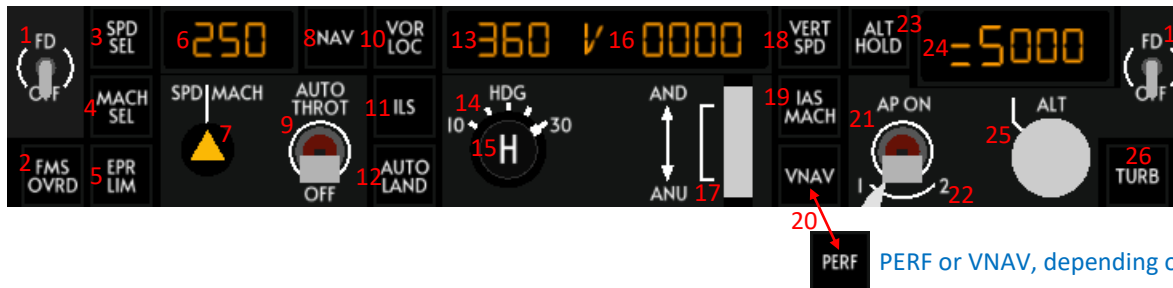 1 FD OFF
2 FMS OVRD
3 SPD SEL
4 MACH SEL
5 EPR LIM
6 250
SPD MACH
7
8 NAV
AUTO THROT
9
OFF
10 VOR LOC
11 ILS
12 AUTO LAND
13 360
V 16 0000
14 HDG
10 30
15 H
AND
ANU 17
18 VERT SPD
19 IAS MACH
VNAV
20
PERF
PERF or VNAV, depending
ALT HOLD 23
24 =5000
AP ON
21
1 2 22
ALT
25
26 TURB
FD